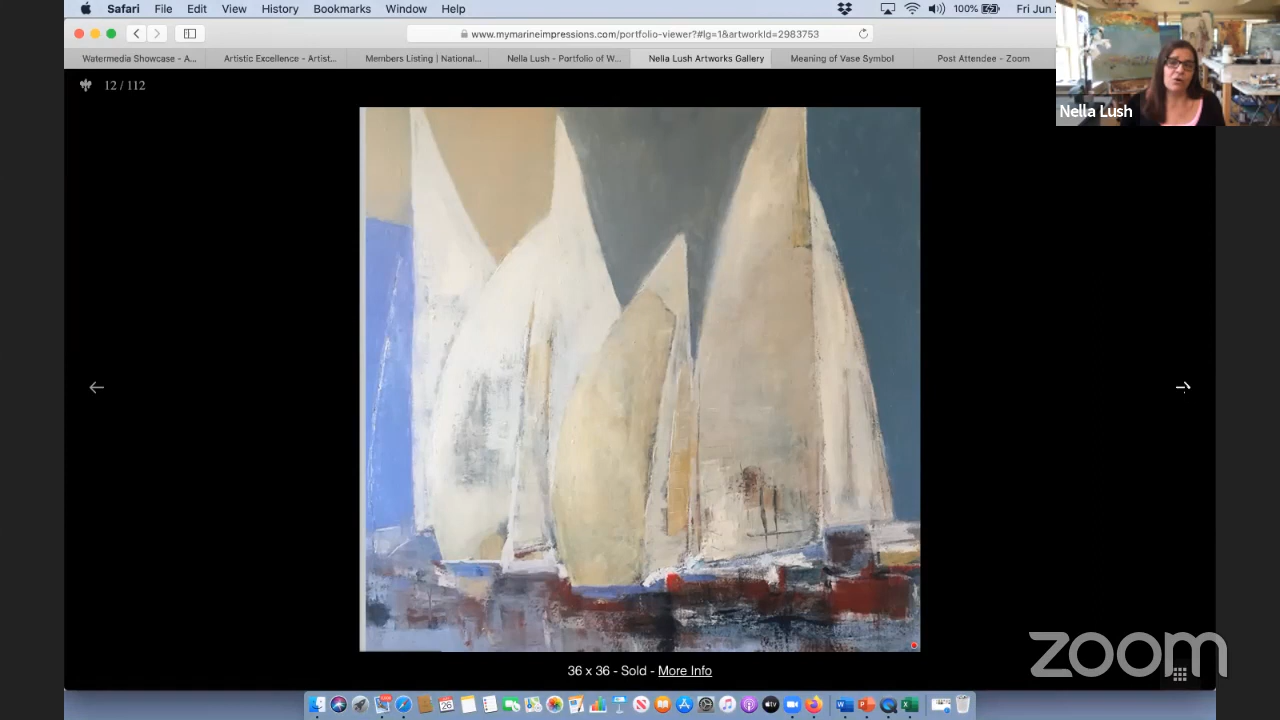 Safari File Edit View History Bookmarks Window Help 100% Fri Jun
www.mymarineimpressions.com/portfolio-viewer?#lg=1&artworkId=2983753
Watermedia Showcase - A... Artistic Excellence - Artist... Members Listing | National... Nella Lush - Portfolio of W... Nella Lush Artworks Gallery Meaning of Vase Symbol Post Attendee - Zoom
12 / 112
Nella Lush
36 x 36 - Sold - More Info
zoom